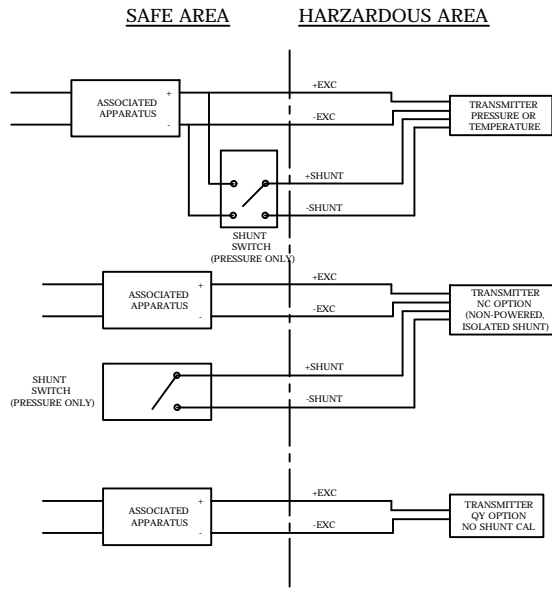 SAFE AREA
HARZARDOUS AREA
ASSOCIATED
APPARATUS
+
-
+EXC
-EXC
TRANSMITTER
PRESSURE OR
TEMPERATURE
+SHUNT
-SHUNT
SHUNT
SWITCH
(PRESSURE ONLY)
ASSOCIATED
APPARATUS
+
-
+EXC
-EXC
TRANSMITTER
NC OPTION
(NON-POWERED,
ISOLATED SHUNT)
SHUNT
SWITCH
(PRESSURE ONLY)
+SHUNT
-SHUNT
ASSOCIATED
APPARATUS
+
-
+EXC
-EXC
TRANSMITTER
QY OPTION
NO SHUNT CAL